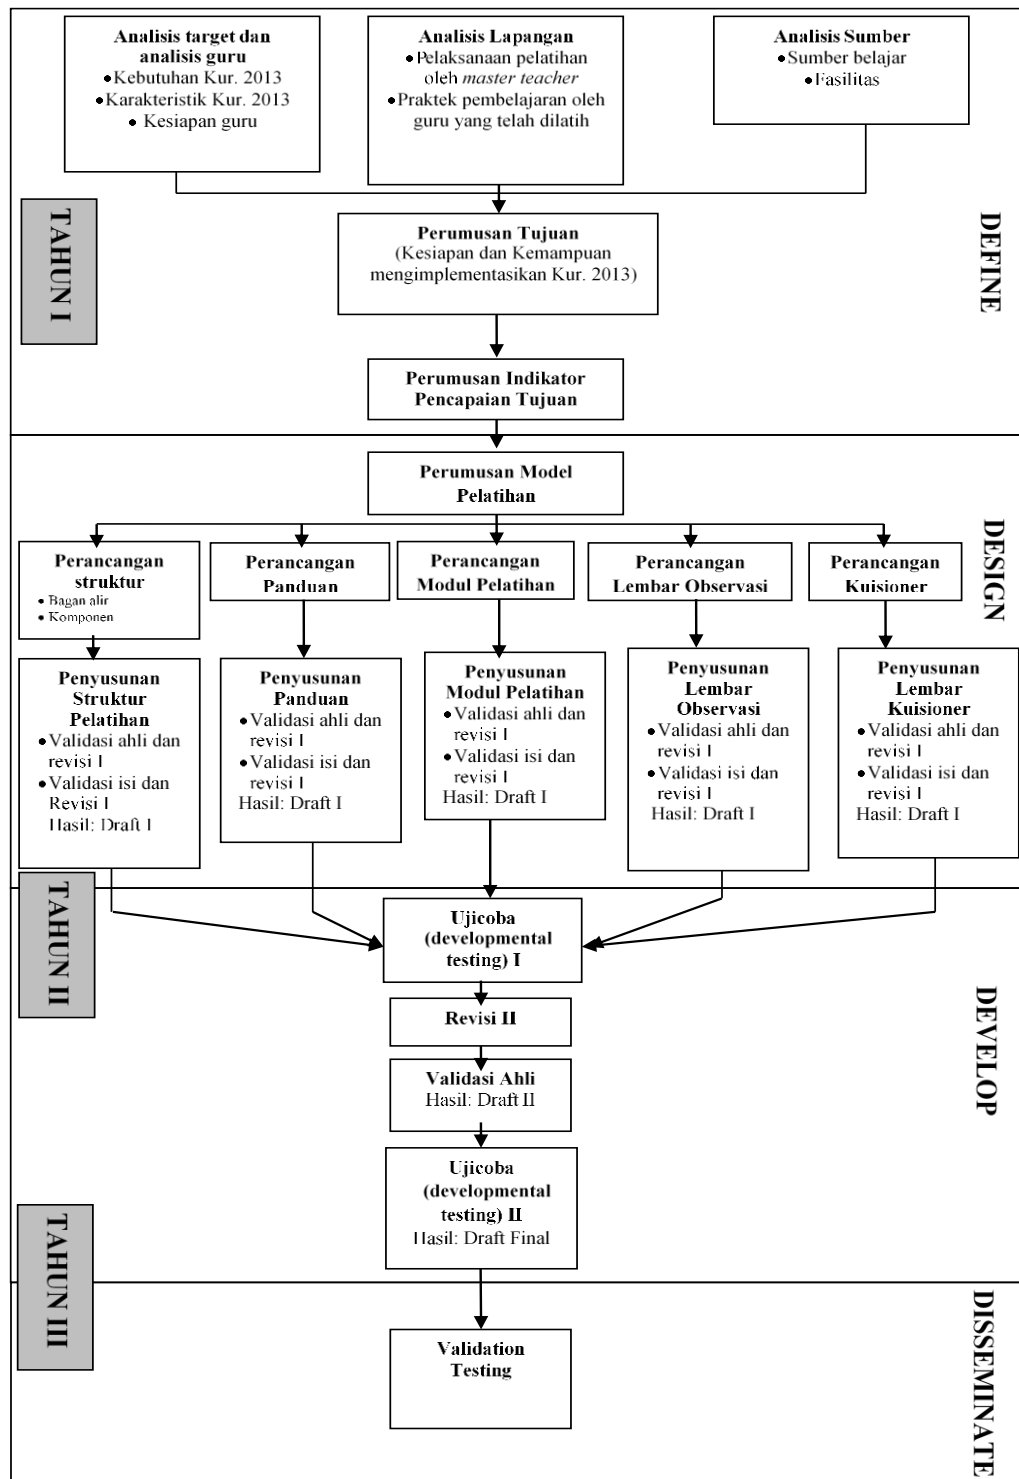 Analisis target dan
analisis guru
● Kebutuhan Kur. 2013
● Karakteristik Kur. 2013
● Kesiapan guru
Analisis Lapangan
● Pelaksanaan pelatihan
oleh master teacher
● Praktek pembelajaran oleh
guru yang telah dilatih
Analisis Sumber
● Sumber belajar
● Fasilitas
TAHUN I
DEFINE
Perumusan Tujuan
(Kesiapan dan Kemampuan
mengimplementasikan Kur. 2013)
Perumusan Indikator
Pencapaian Tujuan
Perumusan Model
Pelatihan
DESIGN
Perancangan
struktur
● Bagan alir
● Komponen
Perancangan
Panduan
Perancangan
Modul Pelatihan
Perancangan
Lembar Observasi
Perancangan
Kuisioner
Penyusunan
Struktur
Pelatihan
● Validasi ahli dan
revisi I
● Validasi isi dan
Revisi I
Hasil: Draft I
Penyusunan
Panduan
● Validasi ahli dan
revisi I
● Validasi isi dan
revisi I
Hasil: Draft I
Penyusunan
Modul Pelatihan
● Validasi ahli dan
revisi I
● Validasi isi dan
revisi I
Hasil: Draft I
Penyusunan
Lembar
Observasi
● Validasi ahli dan
revisi I
● Validasi isi dan
revisi I
Hasil: Draft I
Penyusunan
Lembar
Kuisioner
● Validasi ahli dan
revisi I
● Validasi isi dan
revisi I
Hasil: Draft I
TAHUN II
DEVELOP
Ujicoba
(developmental
testing) I
Revisi II
Validasi Ahli
Hasil: Draft II
Ujicoba
(developmental
testing) II
Hasil: Draft Final
TAHUN III
DISSEMINATE
Validation
Testing